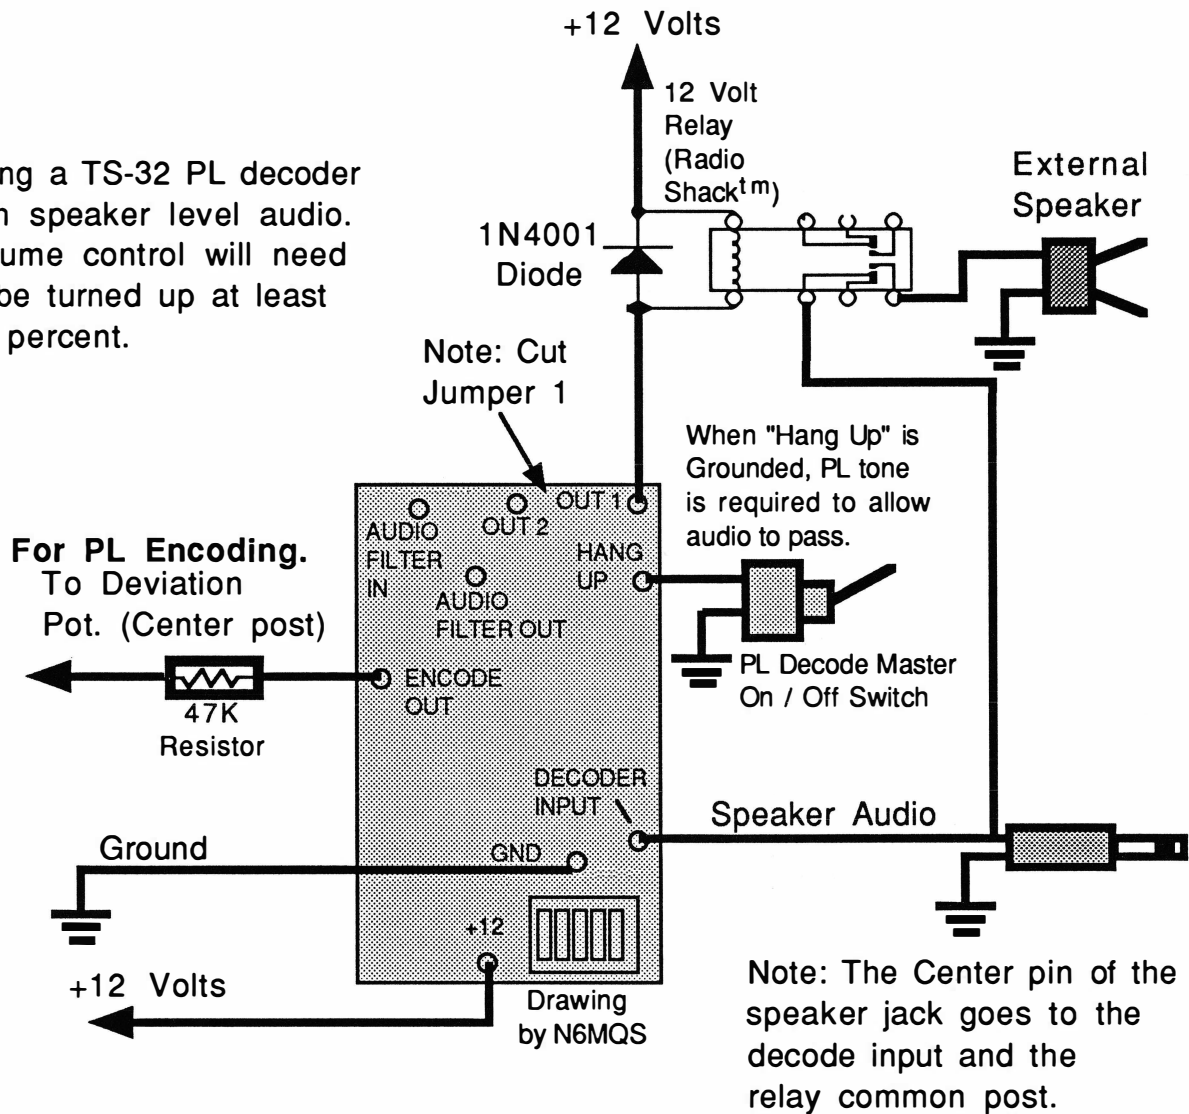 +12 Volts
12 Volt
Relay
(Radio
Shack tm)
ng a TS-32 PL decoder
speaker level audio.
ume control will need
be turned up at least
percent.
1N4001
Diode
External
Speaker
Note: Cut
Jumper 1
When "Hang Up" is
Grounded, PL tone
is required to allow
audio to pass.
OUT 1
OUT 2
AUDIO
FILTER
IN
HANG
UP
AUDIO
FILTER OUT
For PL Encoding.
To Deviation
Pot. (Center post)
47K
Resistor
ENCODE
OUT
PL Decode Master
On / Off Switch
DECODER
INPUT
Speaker Audio
Ground
GND
+12
+12 Volts
Drawing
by N6MQS
Note: The Center pin of the
speaker jack goes to the
decode input and the
relay common post.